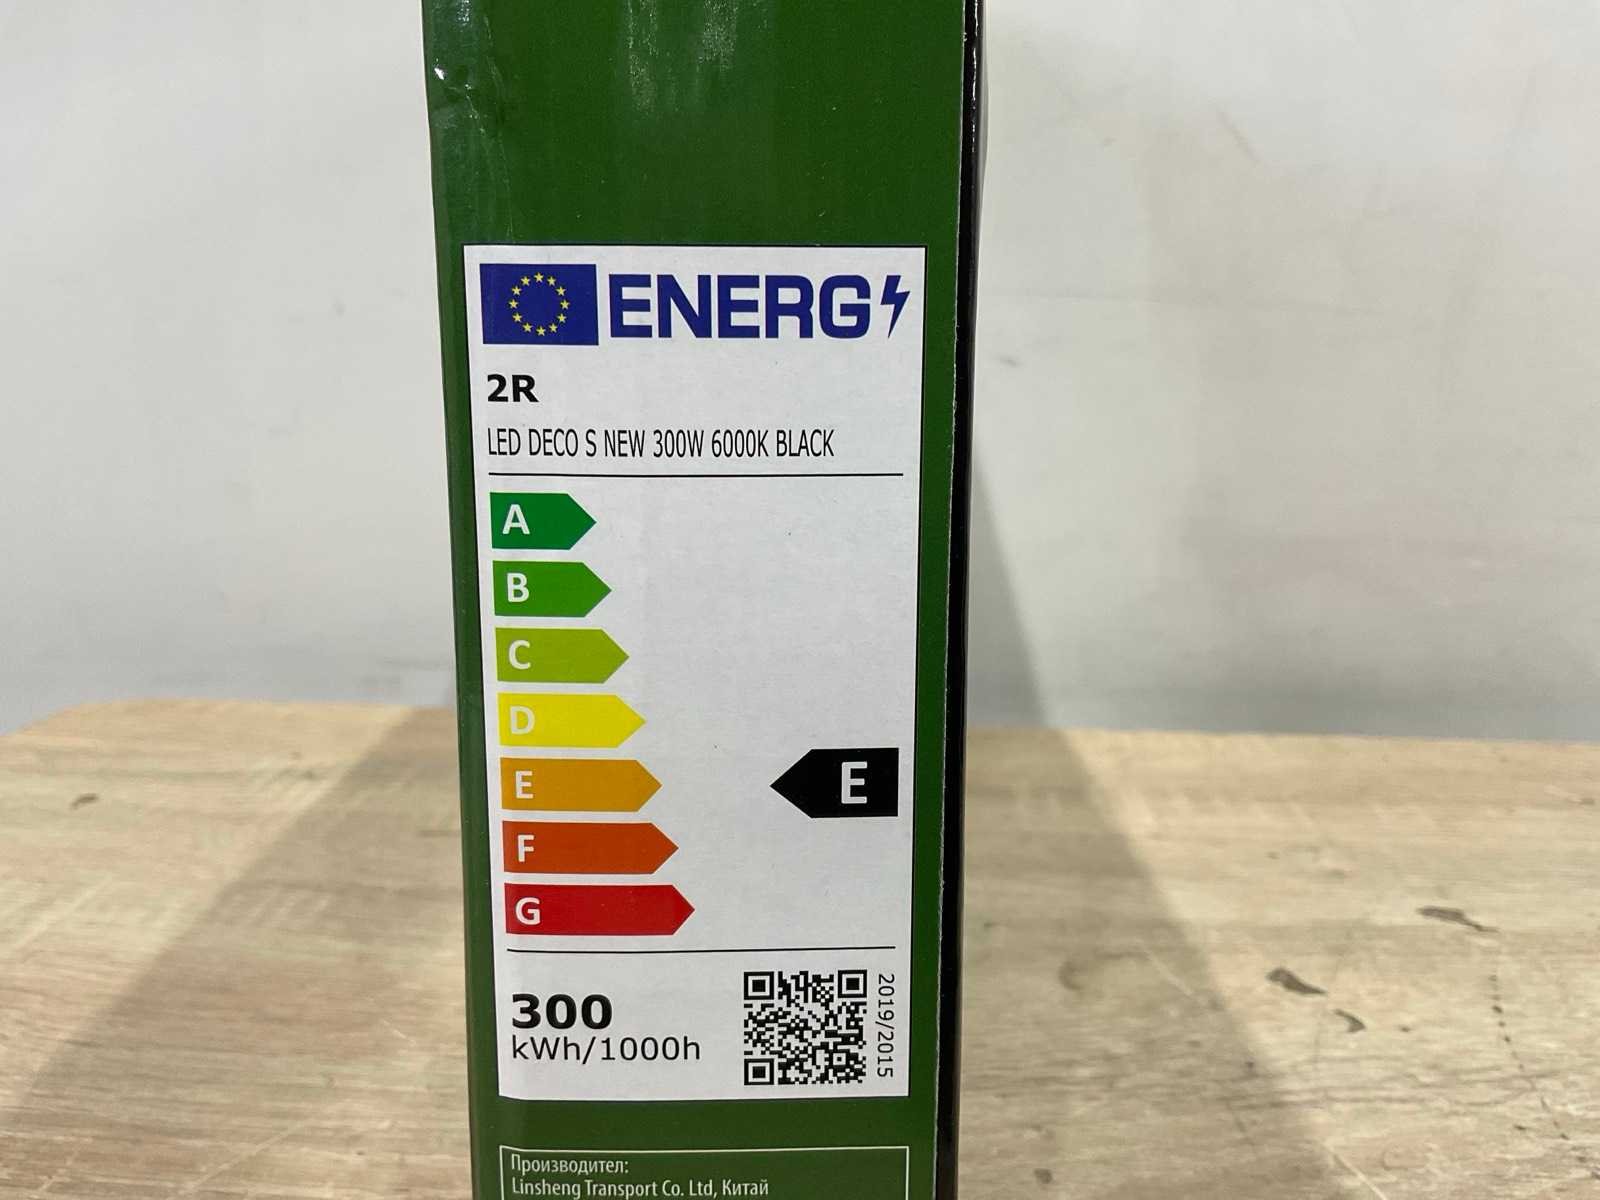 ENERG
2R
LED DECO S NEW 300W 6000K BLACK
A
B
C
D
E
E
F
G
300
kWh/1000h
2019/2015
Производител:
Linsheng Transport Co. Ltd, Китай